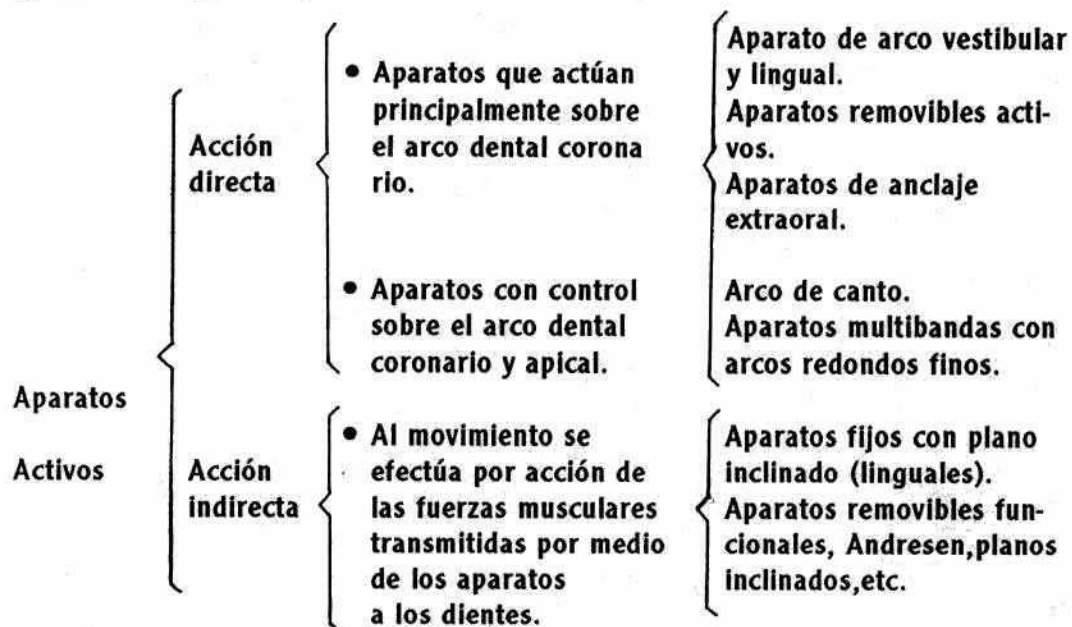 Aparatos
Activos
Acción
directa
• Aparatos que actúan
principalmente sobre
el arco dental corona
rio.
Aparato de arco vestibular
y lingual.
Aparatos removibles acti-
vos.
Aparatos de anclaje
extraoral.
• Aparatos con control
sobre el arco dental
coronario y apical.
Arco de canto.
Aparatos multibandas con
arcos redondos finos.
Acción
indirecta
• Al movimiento se
efectúa por acción de
las fuerzas musculares
transmitidas por medio
de los aparatos
a los dientes.
Aparatos fijos con plano
inclinado (linguales).
Aparatos removibles fun-
cionales, Andresen,planos
inclinados,etc.